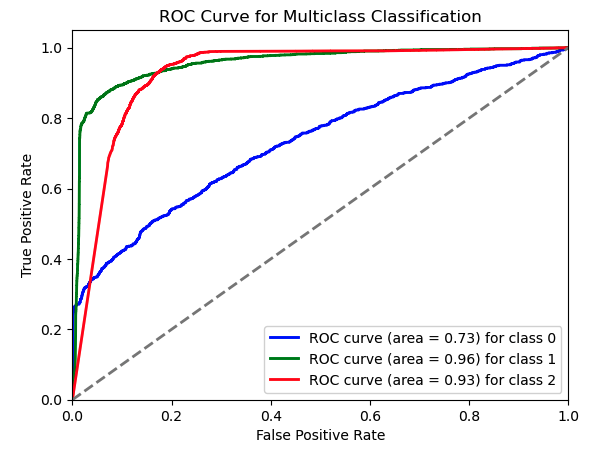 ROC Curve for Multiclass Classification
1.0
0.8
0.6
0.4
0.2
0.0
True Positive Rate
ROC curve (area = 0.73) for class 0
ROC curve (area = 0.96) for class 1
ROC curve (area = 0.93) for class 2
0.0 0.2 0.4 0.6 0.8 1.0
False Positive Rate